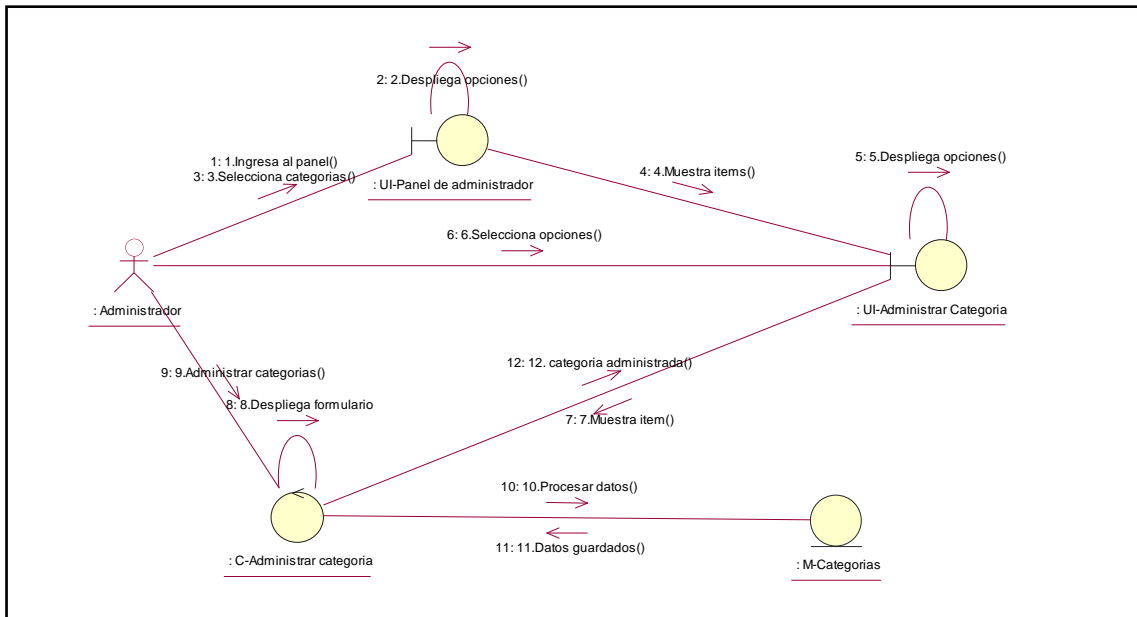 2: 2.Despliega opciones()
1: 1.Ingresa al panel()
3: 3.Selecciona categorias()
: UI-Panel de administrador
4: 4.Muestra items()
5: 5.Despliega opciones()
6: 6.Selecciona opciones()
: Administrador
: UI-Administrar Categoria
9: 9.Administrar categorias()
12: 12. categoria administrada()
8: 8.Despliega formulario
7: 7.Muestra item()
10: 10.Procesar datos()
11: 11.Datos guardados()
: C-Administrar categoria
: M-Categorias